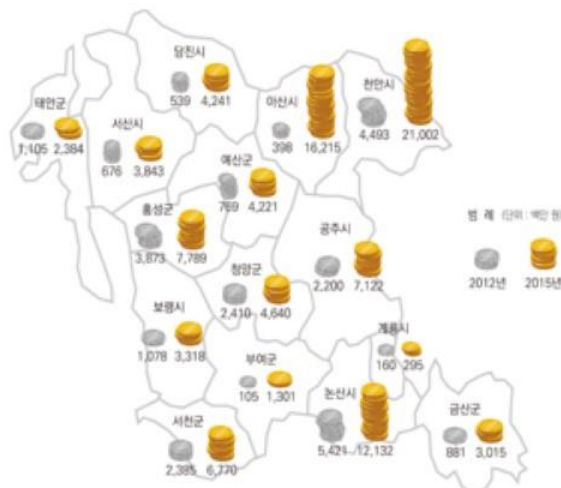 당진시
539 4,241
아산시
398 16,215
천안시
4,493 21,002
태안군
1,105 2,384
서산시
676 3,843
예산군
769 4,221
홍성군
3,873 7,789
공주시
2,200 7,122
범 례 (단위 : 백만 원)
2012년 2015년
청양군
2,410 4,640
보령시
1,078 3,318
계룡시
160 295
부여군
105 1,301
논산시
5,421 12,132
금산군
881 3,015
서천군
2,385 6,770